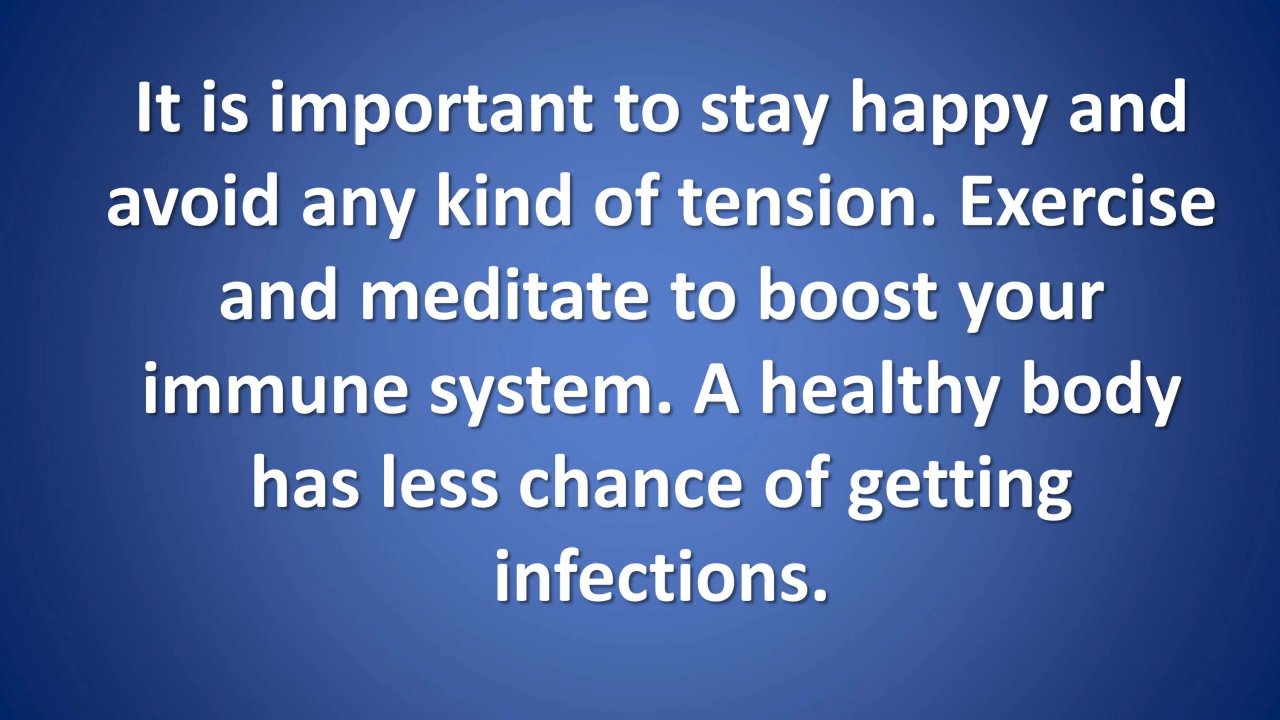 It is important to stay happy and
avoid any kind of tension. Exercise
and meditate to boost your
immune system. A healthy body
has less chance of getting
infections.